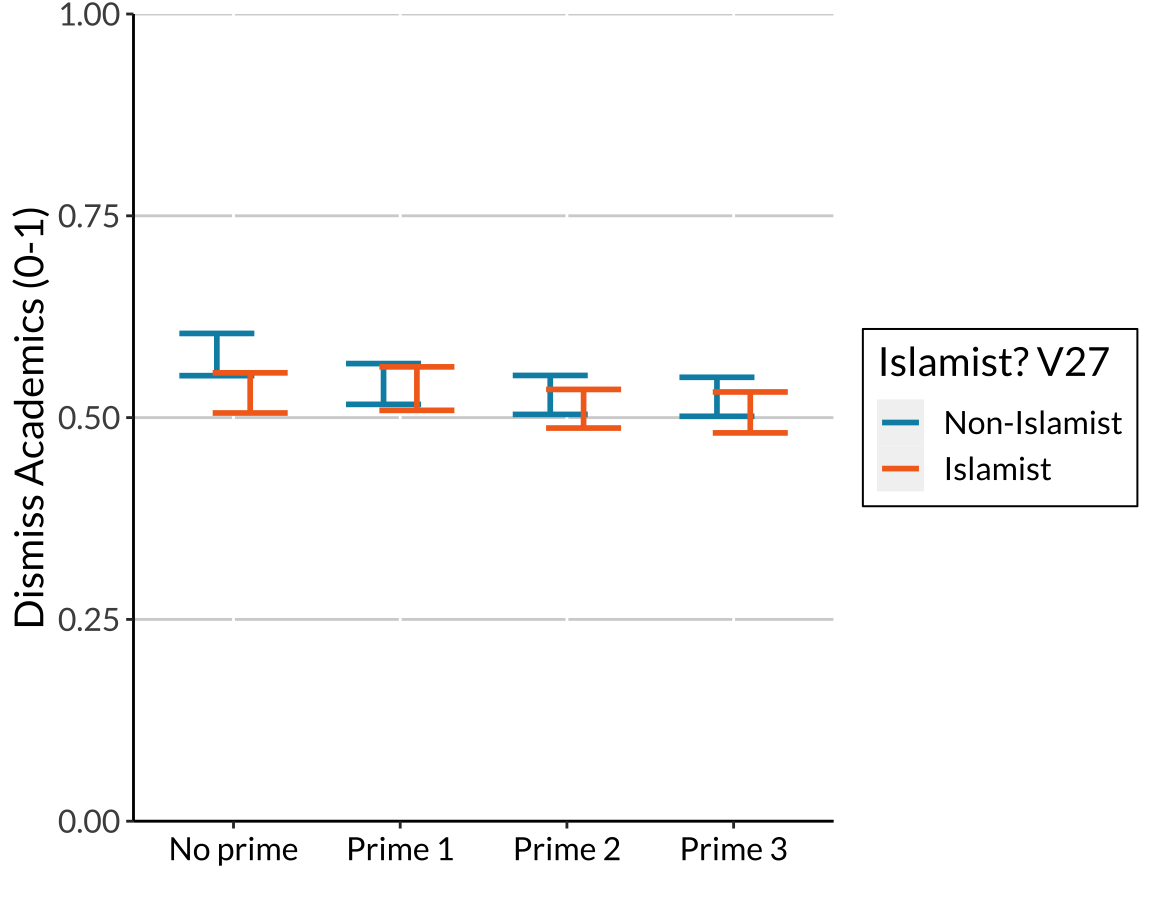 Dismiss Academics (0-1)
1.00
0.75
0.50
0.25
0.00
No prime
Prime 1
Prime 2
Prime 3
Islamist? V27
Non-Islamist
Islamist